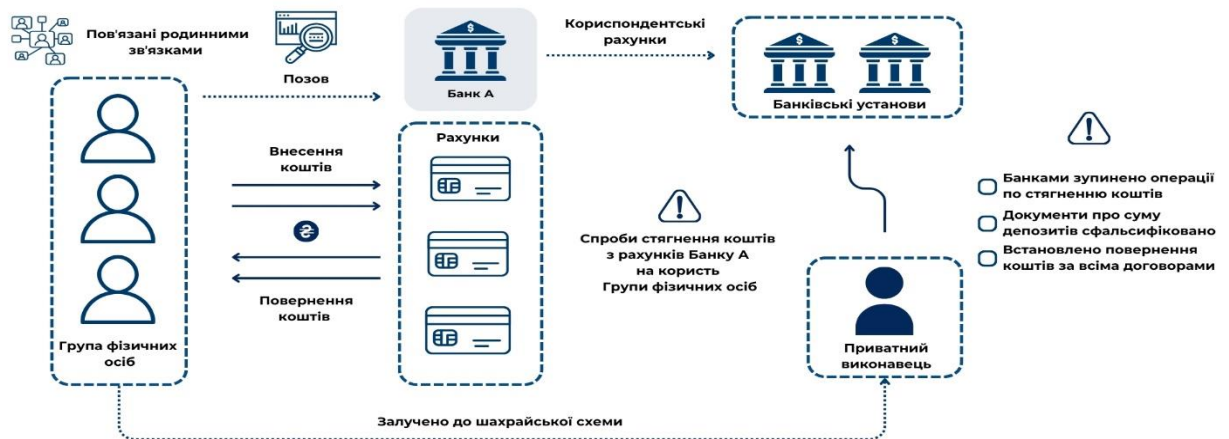 Пов'язані родинними
зв'язками
Позов
Банк А
Кориспондентські
рахунки
Банківські установи
Рахунки
Внесення
коштів
₴
Повернення
коштів
Група фізичних
осіб
Спроби стягнення коштів
з рахунків Банку А
на користь
Групи фізичних осіб
Приватний
виконавець
Банками зупинено операції
по стягненню коштів
Документи про суму
депозитів сфальсифіковано
Встановлено повернення
коштів за всіма договорами
Залучено до шахрайської схеми